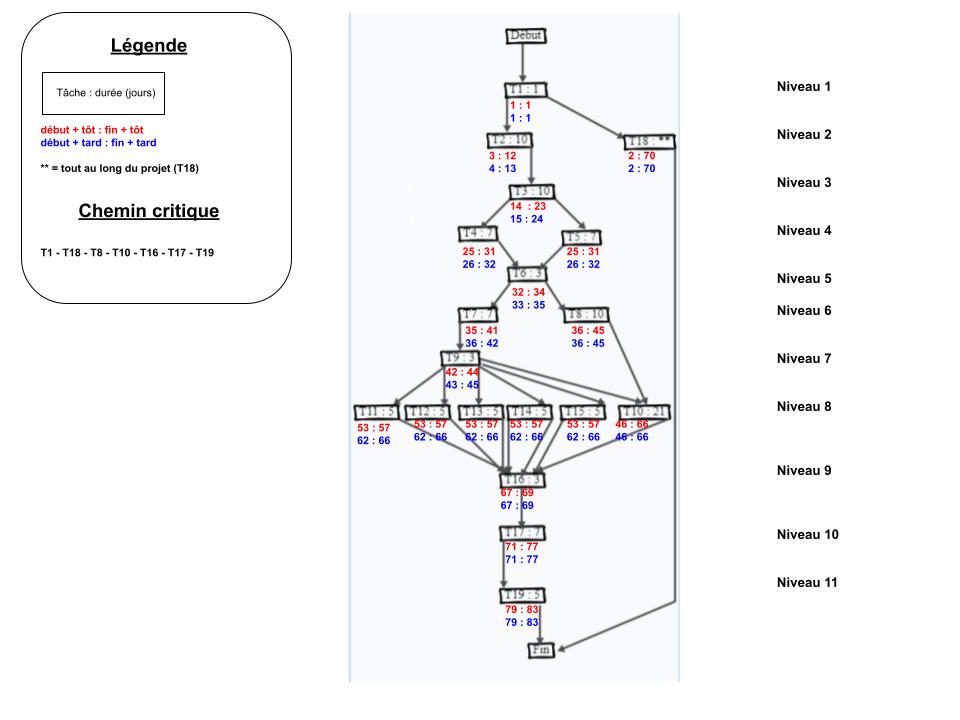 Légende
Tâche : durée (jours)
début + tôt : fin + tôt
début + tard : fin + tard
** = tout au long du projet (T18)
Chemin critique
T1 - T18 - T8 - T10 - T16 - T17 - T19
Début
T1 : 1
1 : 1
1 : 1
Niveau 1
T2 : 10
3 : 12
4 : 13
T18 : **
2 : 70
2 : 70
Niveau 2
T3 : 10
14 : 23
15 : 24
Niveau 3
T4 : 7
25 : 31
26 : 32
T5 : 7
25 : 31
26 : 32
Niveau 4
T6 : 3
32 : 34
33 : 35
Niveau 5
T7 : 7
35 : 41
36 : 42
T8 : 10
36 : 45
36 : 45
Niveau 6
T9 : 3
42 : 44
43 : 45
Niveau 7
T11 : 5
53 : 57
62 : 66
T12 : 5
53 : 57
62 : 66
T13 : 5
53 : 57
62 : 66
T14 : 5
53 : 57
62 : 66
T15 : 5
53 : 57
62 : 66
T10 : 21
46 : 66
46 : 66
Niveau 8
T16 : 3
67 : 69
67 : 69
Niveau 9
T17 : 7
71 : 77
71 : 77
Niveau 10
T19 : 5
79 : 83
79 : 83
Niveau 11
Fin